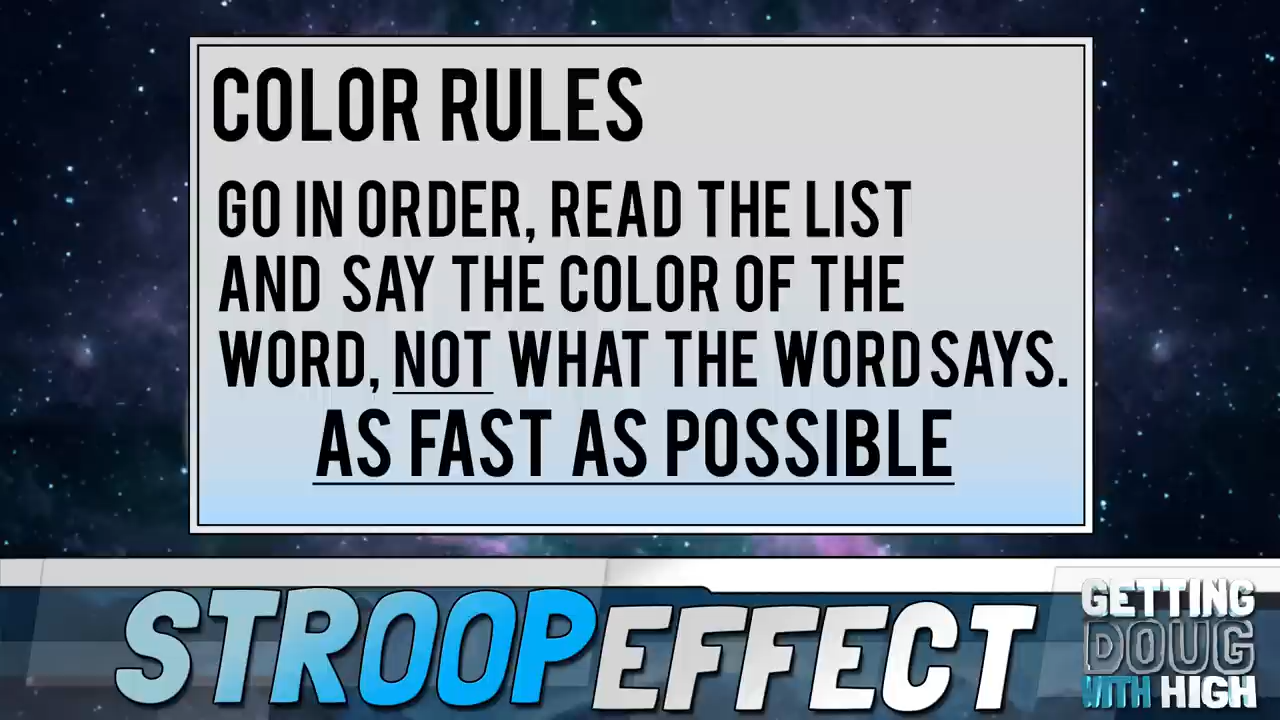 COLOR RULES
GO IN ORDER, READ THE LIST
AND SAY THE COLOR OF THE
WORD, NOT WHAT THE WORD SAYS.
AS FAST AS POSSIBLE
STROOP EFFECT
GETTING
DOUG
WITH HIGH